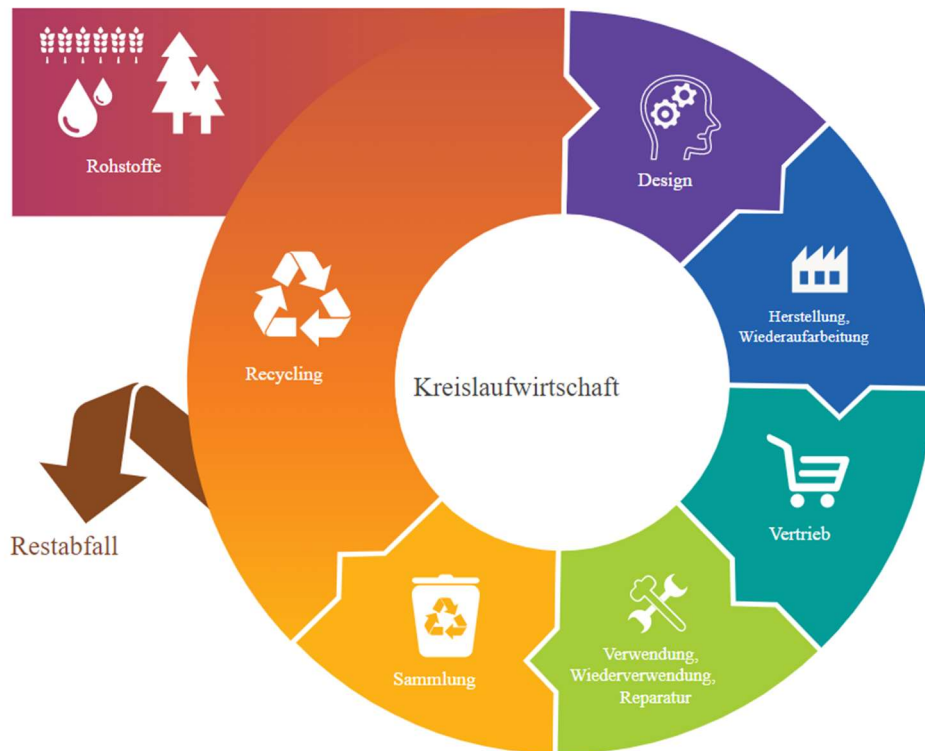 Rohstoffe
Design
Herstellung,
Wiederaufarbeitung
Recycling
Kreislaufwirtschaft
Vertrieb
Restabfall
Verwendung,
Wiederverwendung,
Reparatur
Sammlung